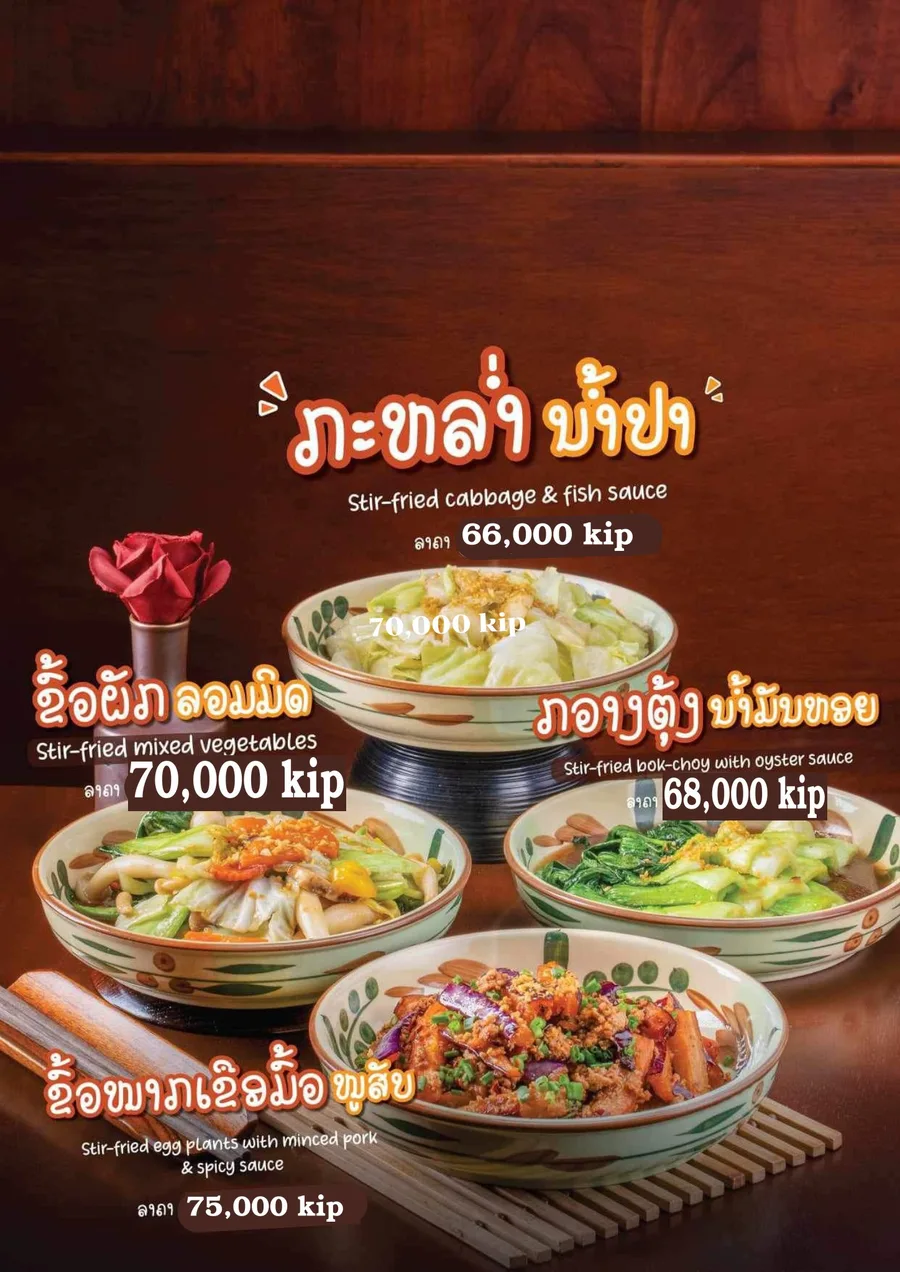 ກະຫລ່ຳ ນ້ຳປາ
Stir-fried cabbage & fish sauce
ລາຄາ 66,000 kip
70,000 kip
ຂົ້ວຜັກ ລວມມິດ
Stir-fried mixed vegetables
ລາຄາ 70,000 kip
ກວາງຕຸ້ງ ນ້ຳມັນຫອຍ
Stir-fried bok-choy with oyster sauce
ລາຄາ 68,000 kip
ຂົ້ວໝາກເຂືອມ້ົວ ໝູສັບ
Stir-fried egg plants with minced pork
& spicy sauce
ລາຄາ 75,000 kip